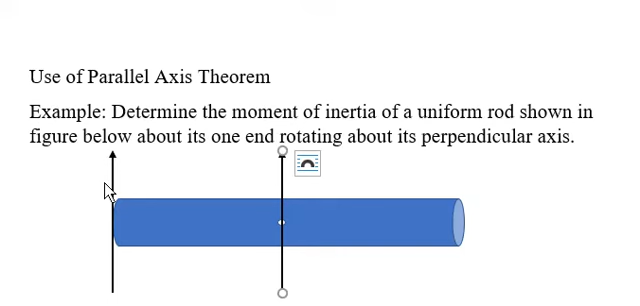 Use of Parallel Axis Theorem
Example: Determine the moment of inertia of a uniform rod shown in
figure below about its one end rotating about its perpendicular axis.